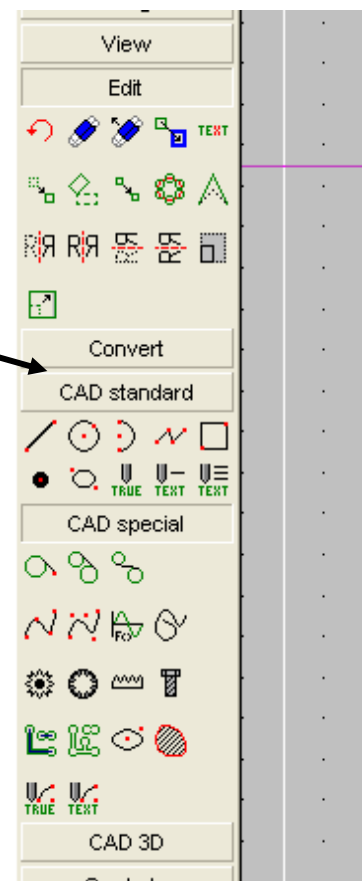 View
Edit
TEXT
R Я R Я
Convert
CAD standard
TRUE TEXT TEXT
CAD special
F()
TRUE TEXT
CAD 3D